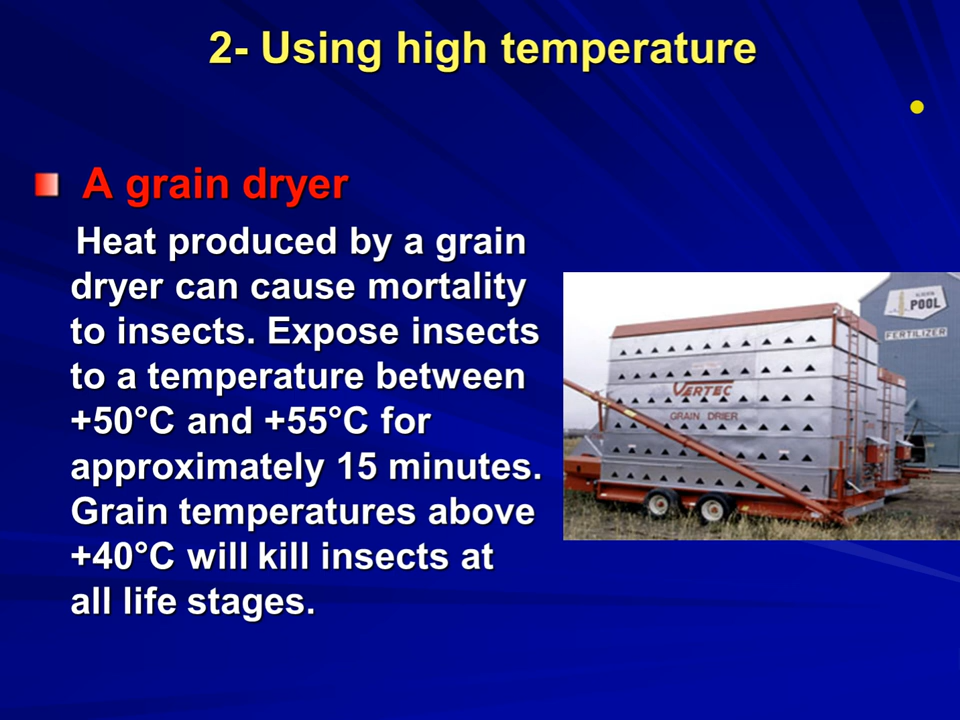 2- Using high temperature
•
A grain dryer
Heat produced by a grain
dryer can cause mortality
to insects. Expose insects
to a temperature between
+50°C and +55°C for
approximately 15 minutes.
Grain temperatures above
+40°C will kill insects at
all life stages.
POOL
FERTILIZER
VERTEC
GRAIN DRIER